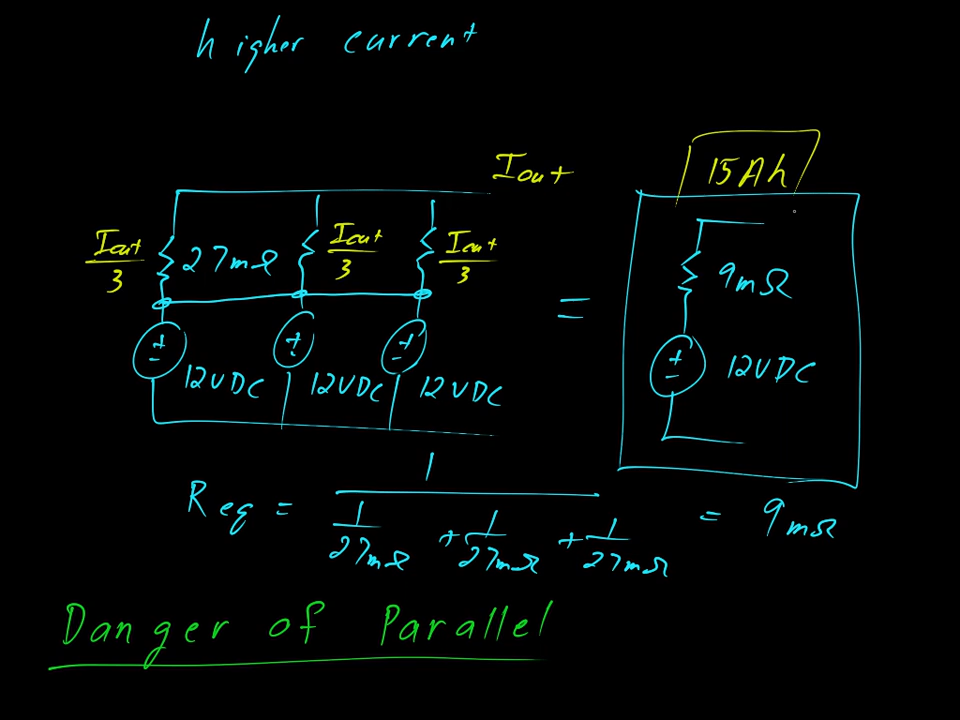 higher current
Iout
15Ah
Iout/3 27mΩ Iout/3 Iout/3
9mΩ
=
+ − + + − + −
12VDC 12VDC 12VDC 12VDC
Req = 1 / (1/27mΩ + 1/27mΩ + 1/27mΩ) = 9mΩ
Danger of Parallel